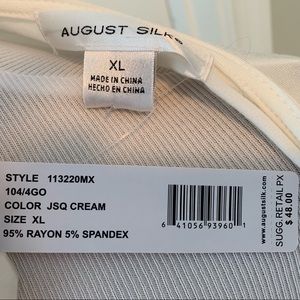 AUGUST SILK
XL
MADE IN CHINA
HECHO EN CHINA
STYLE 113220MX
104/4GO
COLOR JSQ CREAM
SIZE XL
95% RAYON 5% SPANDEX
www.augustsilk.com
6 41056 93960 1
SUGG.RETAIL PX
$ 48.00